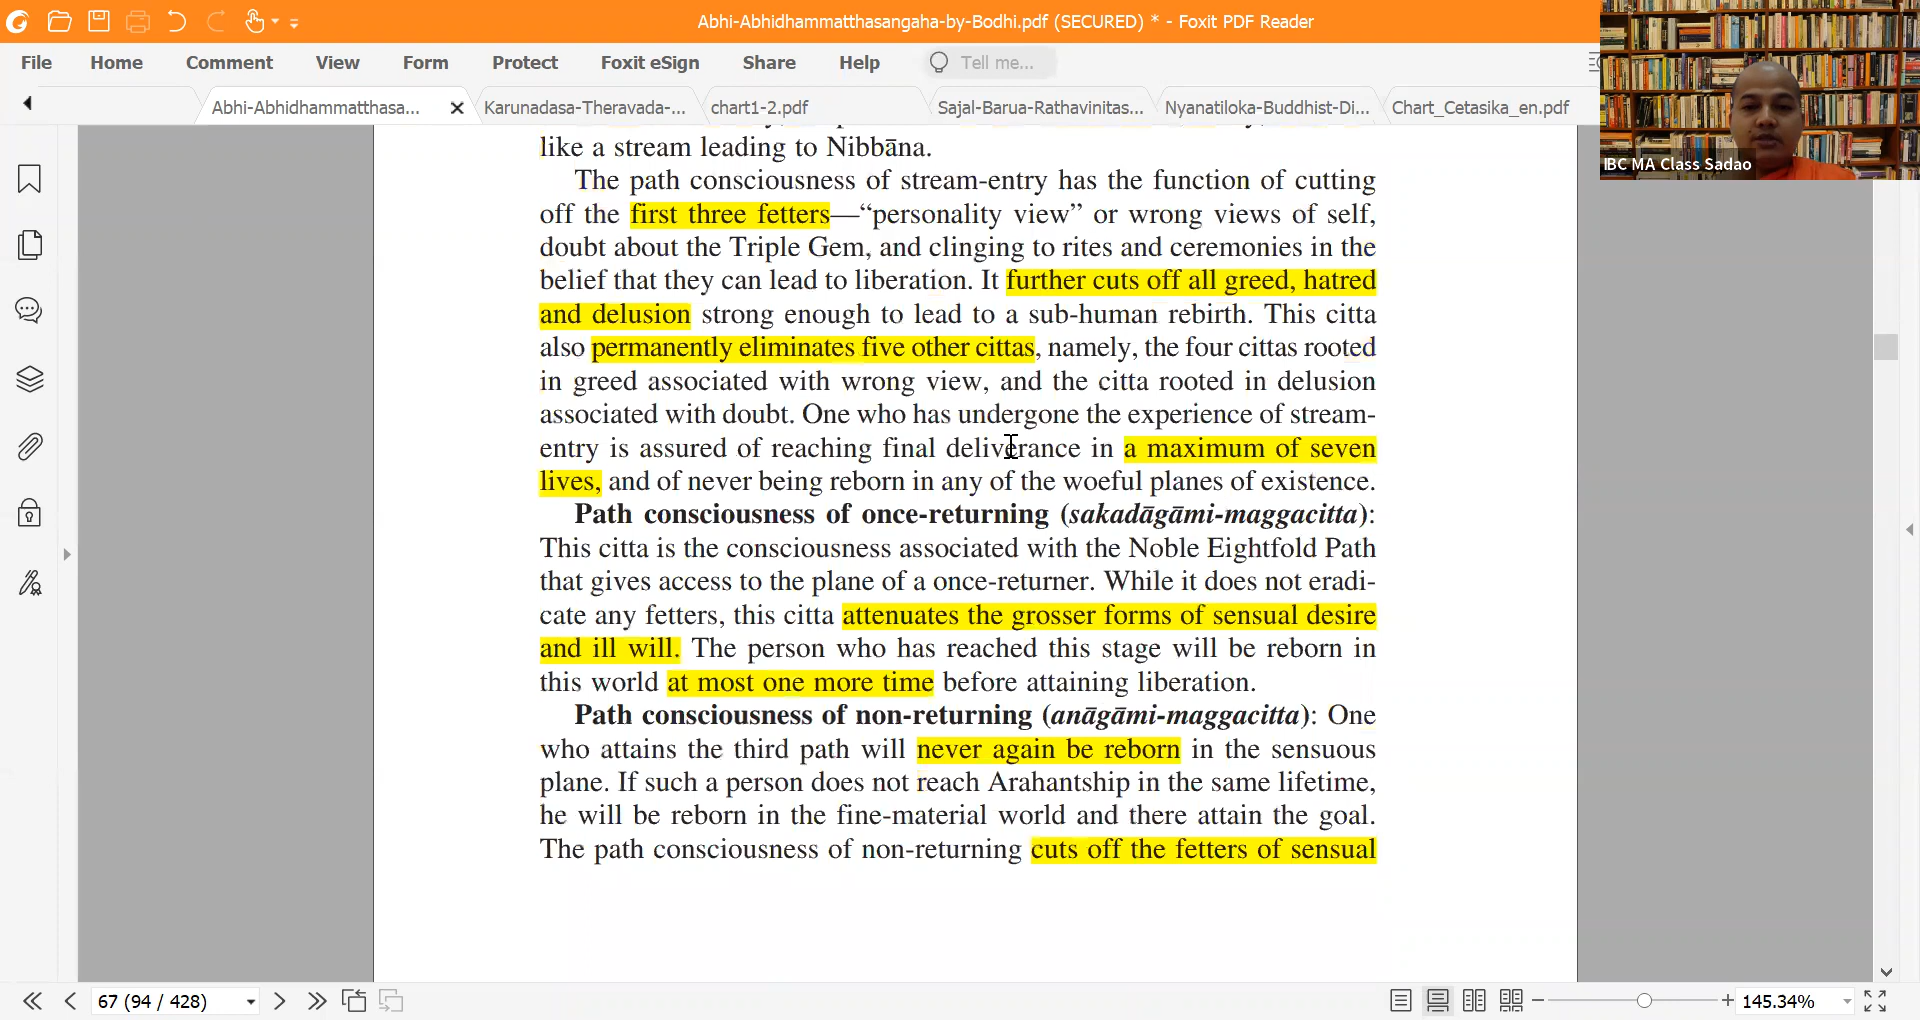 Abhi-Abhidhammatthasangaha-by-Bodhi.pdf (SECURED) * - Foxit PDF Reader
File Home Comment View Form Protect Foxit eSign Share Help Tell me...
Abhi-Abhidhammatthasa... Karunadasa-Theravada-... chart1-2.pdf Sajal-Barua-Rathavinitas... Nyanatiloka-Buddhist-Di... Chart_Cetasika_en.pdf
IBC MA Class Sadao
like a stream leading to Nibbāna.
The path consciousness of stream-entry has the function of cutting
off the first three fetters—“personality view” or wrong views of self,
doubt about the Triple Gem, and clinging to rites and ceremonies in the
belief that they can lead to liberation. It further cuts off all greed, hatred
and delusion strong enough to lead to a sub-human rebirth. This citta
also permanently eliminates five other cittas, namely, the four cittas rooted
in greed associated with wrong view, and the citta rooted in delusion
associated with doubt. One who has undergone the experience of stream-
entry is assured of reaching final deliverance in a maximum of seven
lives, and of never being reborn in any of the woeful planes of existence.
Path consciousness of once-returning (sakadāgāmi-maggacitta):
This citta is the consciousness associated with the Noble Eightfold Path
that gives access to the plane of a once-returner. While it does not eradi-
cate any fetters, this citta attenuates the grosser forms of sensual desire
and ill will. The person who has reached this stage will be reborn in
this world at most one more time before attaining liberation.
Path consciousness of non-returning (anāgāmi-maggacitta): One
who attains the third path will never again be reborn in the sensuous
plane. If such a person does not reach Arahantship in the same lifetime,
he will be reborn in the fine-material world and there attain the goal.
The path consciousness of non-returning cuts off the fetters of sensual
67 (94 / 428)
145.34%